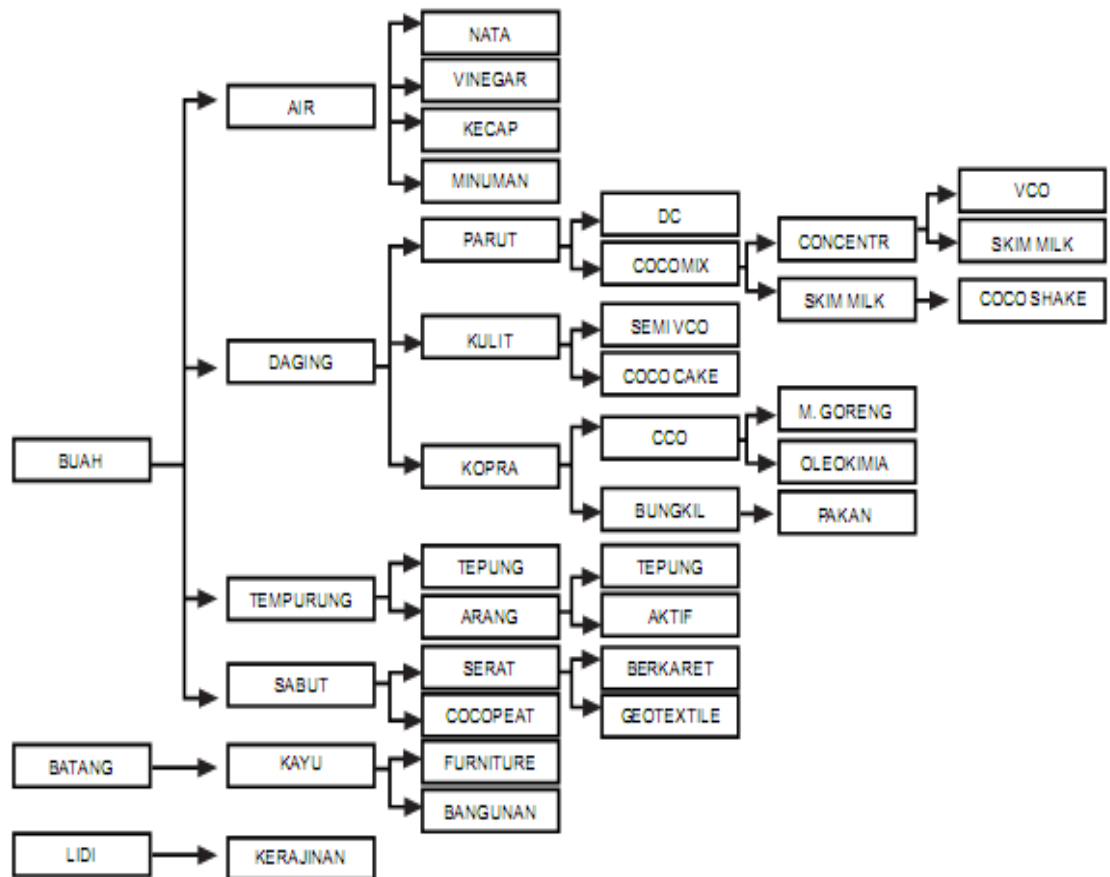 NATA
VINEGAR
AIR
KECAP
MINUMAN
VCO
DC
PARUT
CONCENTR
SKIM MILK
COCOMIX
SKIM MILK
COCO SHAKE
SEMI VCO
KULIT
DAGING
COCO CAKE
M. GORENG
CCO
BUAH
KOPRA
OLEOKIMIA
BUNGKIL
PAKAN
TEPUNG
TEPUNG
TEMPURUNG
ARANG
AKTIF
SERAT
BERKARET
SABUT
COCOPEAT
GEOTEXTILE
BATANG
KAYU
FURNITURE
BANGUNAN
LIDI
KERAJINAN